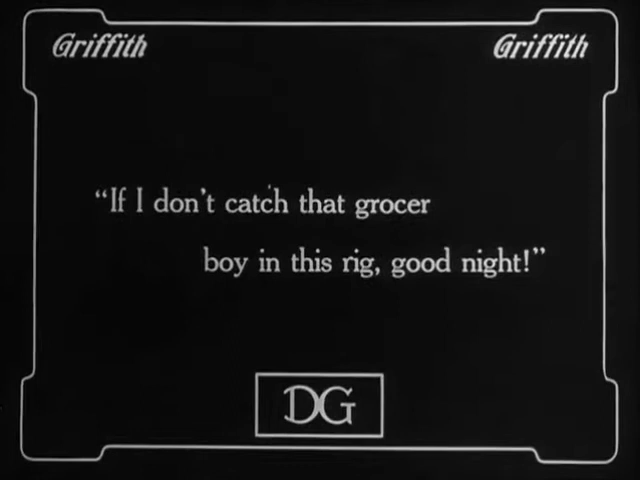 Griffith Griffith
“If I don't catch that grocer
boy in this rig, good night!”
DG